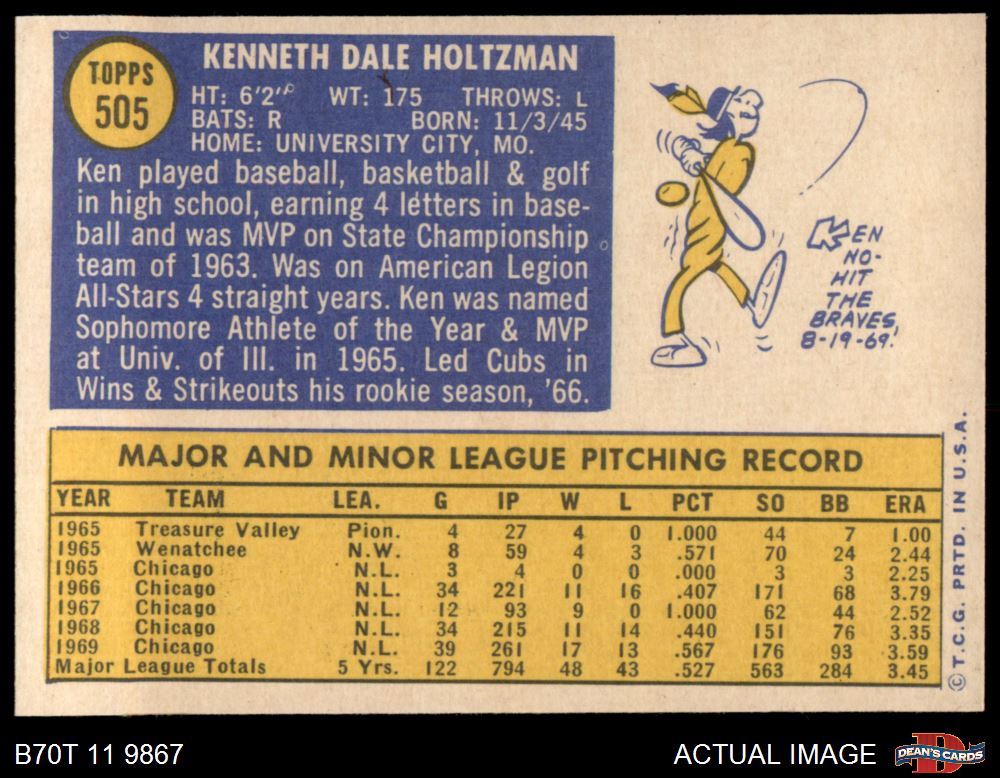 TOPPS
505
KENNETH DALE HOLTZMAN
HT: 6'2" WT: 175 THROWS: L
BATS: R BORN: 11/3/45
HOME: UNIVERSITY CITY, MO.
Ken played baseball, basketball & golf
in high school, earning 4 letters in base-
ball and was MVP on State Championship
team of 1963. Was on American Legion
All-Stars 4 straight years. Ken was named
Sophomore Athlete of the Year & MVP
at Univ. of Ill. in 1965. Led Cubs in
Wins & Strikeouts his rookie season, '66.
KEN
NO-
HIT
THE
BRAVES,
8-19-69.
MAJOR AND MINOR LEAGUE PITCHING RECORD
YEAR TEAM LEA. G IP W L PCT SO BB ERA
1965 Treasure Valley Pion. 4 27 4 0 1.000 44 7 1.00
1965 Wenatchee N.W. 8 59 4 3 .571 70 24 2.44
1965 Chicago N.L. 3 4 0 0 .000 3 3 2.25
1966 Chicago N.L. 34 221 11 16 .407 171 68 3.79
1967 Chicago N.L. 12 93 9 0 1.000 62 44 2.52
1968 Chicago N.L. 34 215 11 14 .440 151 76 3.35
1969 Chicago N.L. 39 261 17 13 .567 176 93 3.59
Major League Totals 5 Yrs. 122 794 48 43 .527 563 284 3.45
© T.C.G. PRTD. IN U.S.A.
B70T 11 9867
ACTUAL IMAGE
DEAN'S CARDS